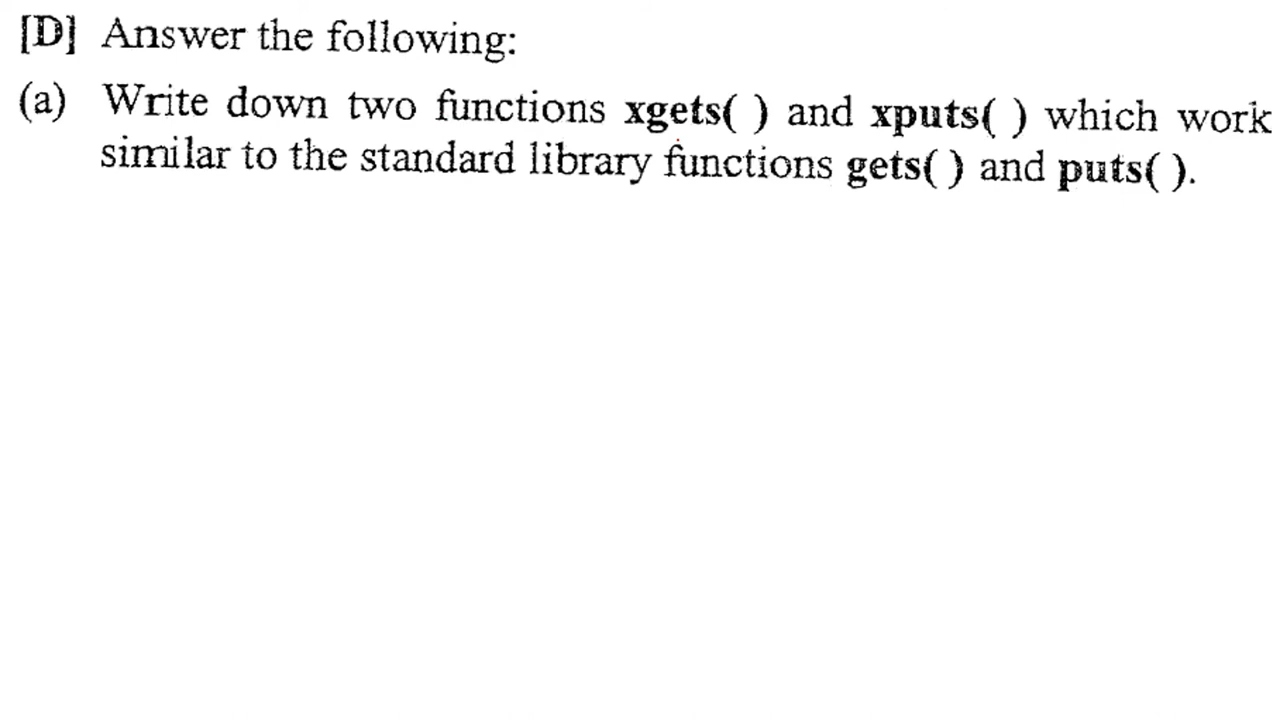 [D] Answer the following:
(a) Write down two functions xgets( ) and xputs( ) which work
similar to the standard library functions gets( ) and puts( ).